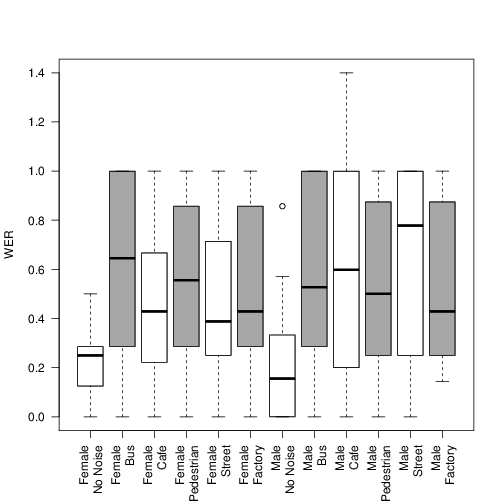 1.4
1.2
1.0
0.8
0.6
0.4
0.2
0.0
WER
Female
No Noise
Female
Bus
Female
Cafe
Female
Pedestrian
Female
Street
Female
Factory
Male
No Noise
Male
Bus
Male
Cafe
Male
Pedestrian
Male
Street
Male
Factory